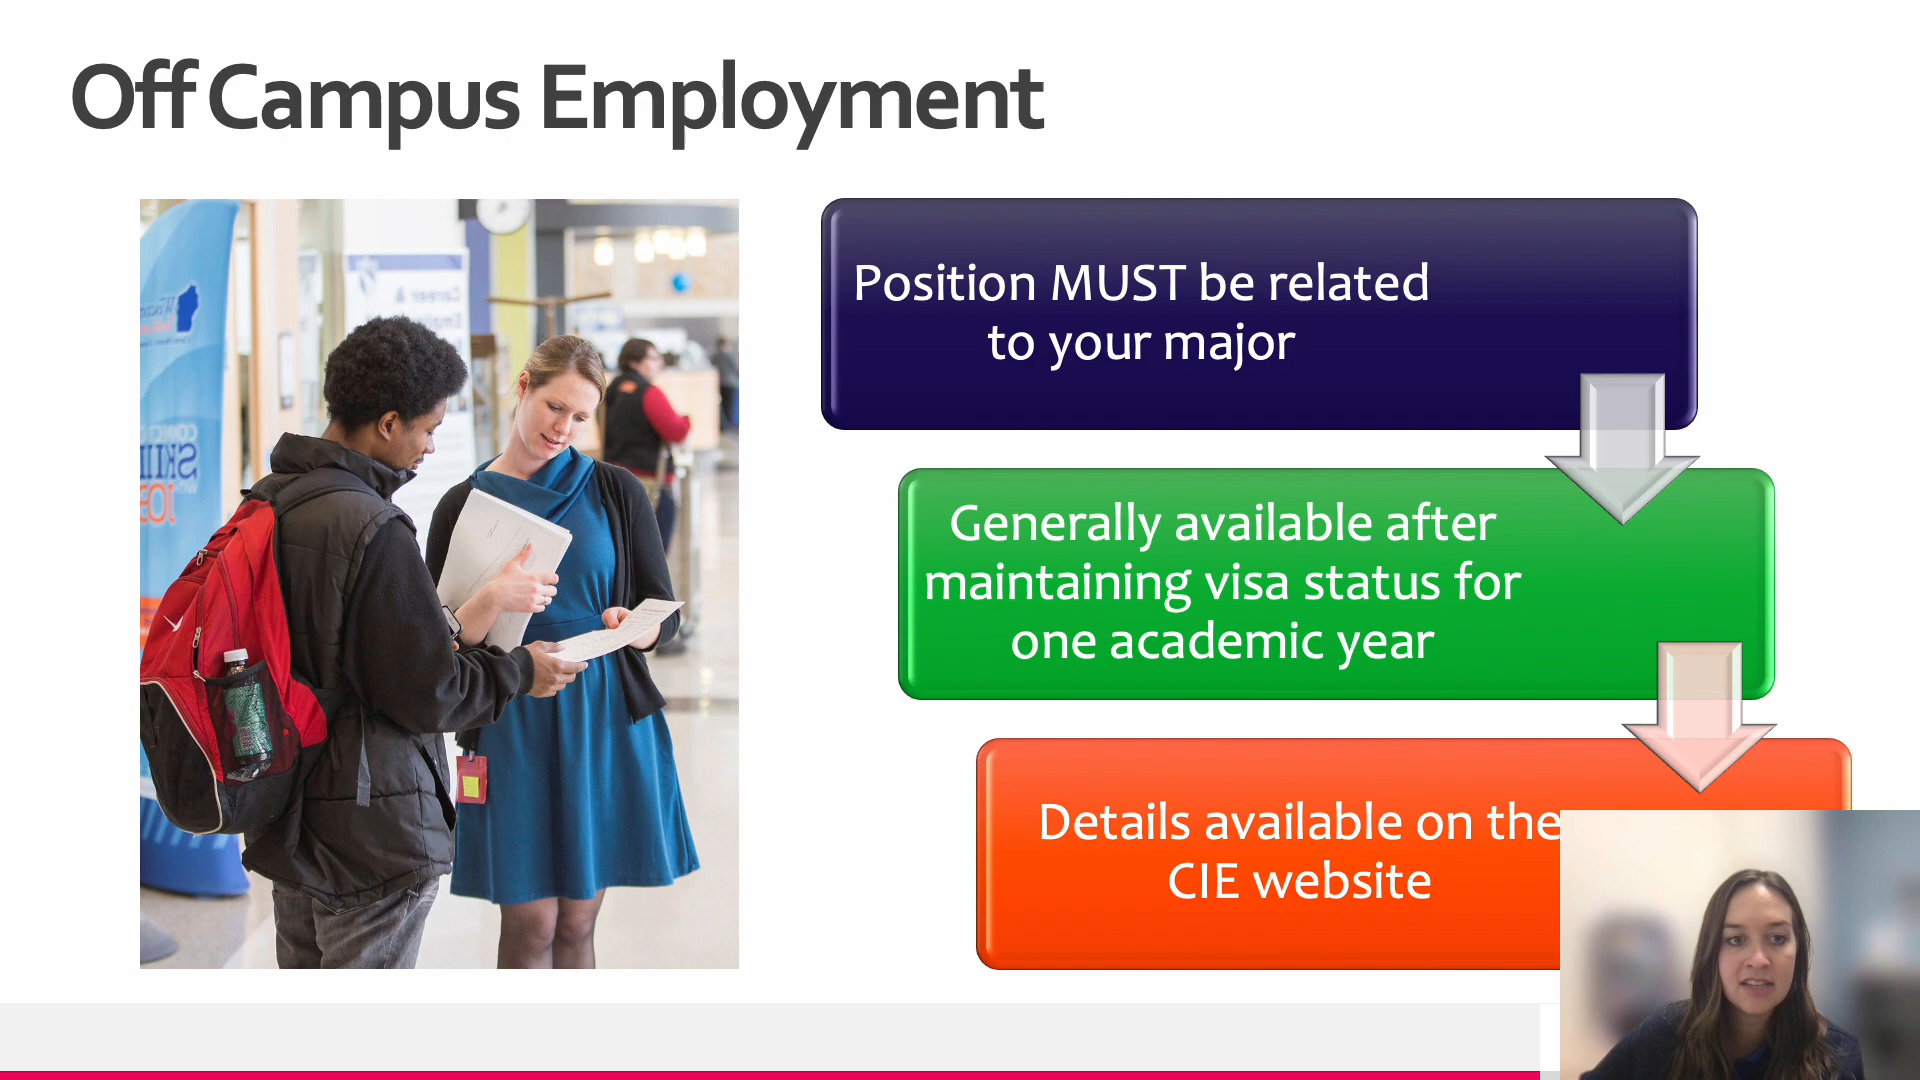 Off Campus Employment
Position MUST be related
to your major
Generally available after
maintaining visa status for
one academic year
Details available on the
CIE website